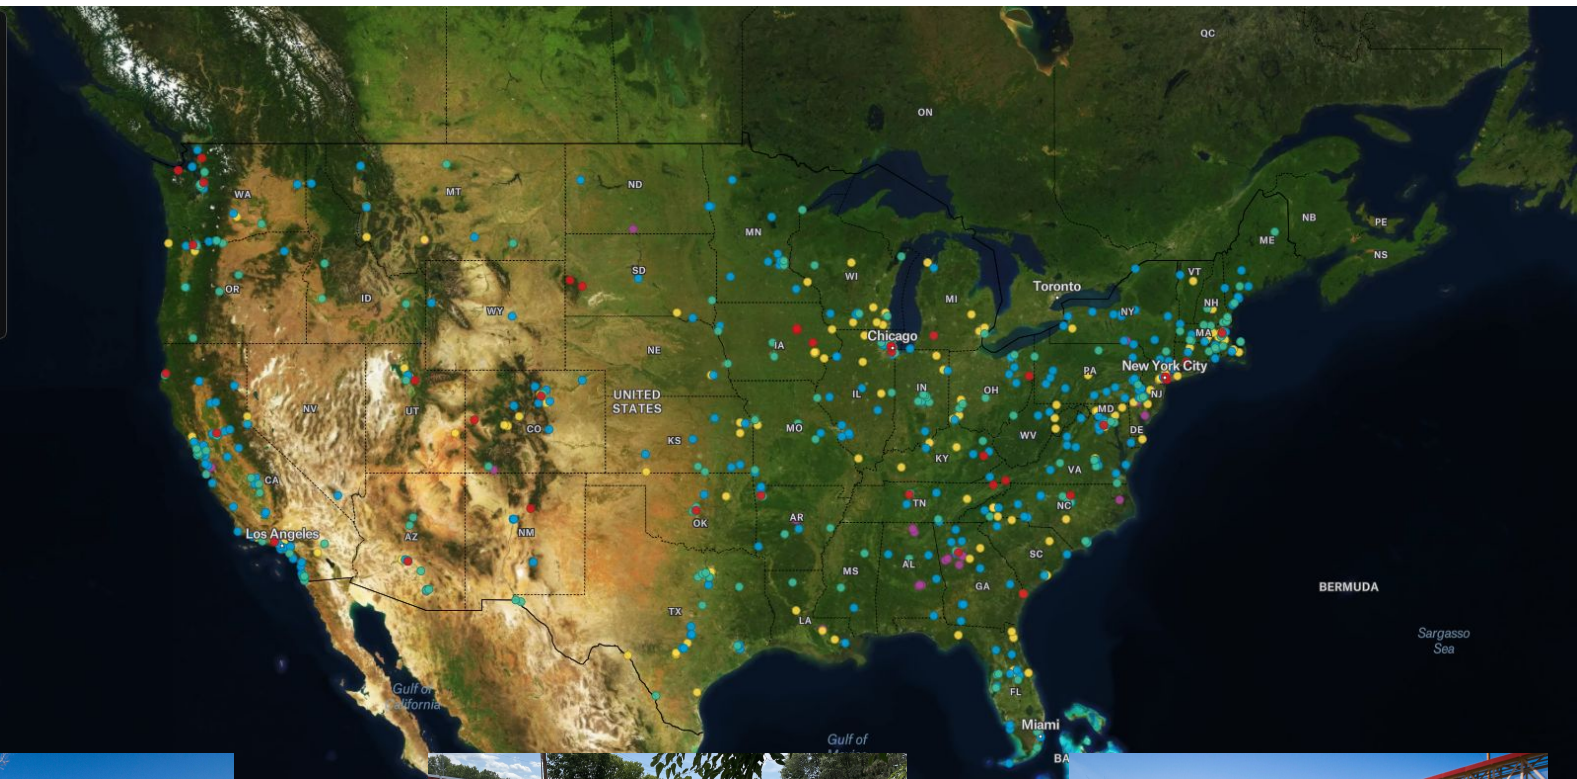 QC
ON
NB
PE
NS
ME
WA
MT
ND
MN
SD
WI
MI
VT
NH
Toronto
NY
MA
OR
ID
WY
NE
IA
Chicago
New York City
PA
NJ
NV
UT
CO
UNITED
STATES
IL
IN
OH
MD
DE
KS
MO
WV
KY
VA
CA
Los Angeles
AZ
NM
OK
AR
TN
NC
SC
MS
AL
GA
TX
LA
BERMUDA
Sargasso
Sea
Gulf of
California
FL
Miami
Gulf of
BA